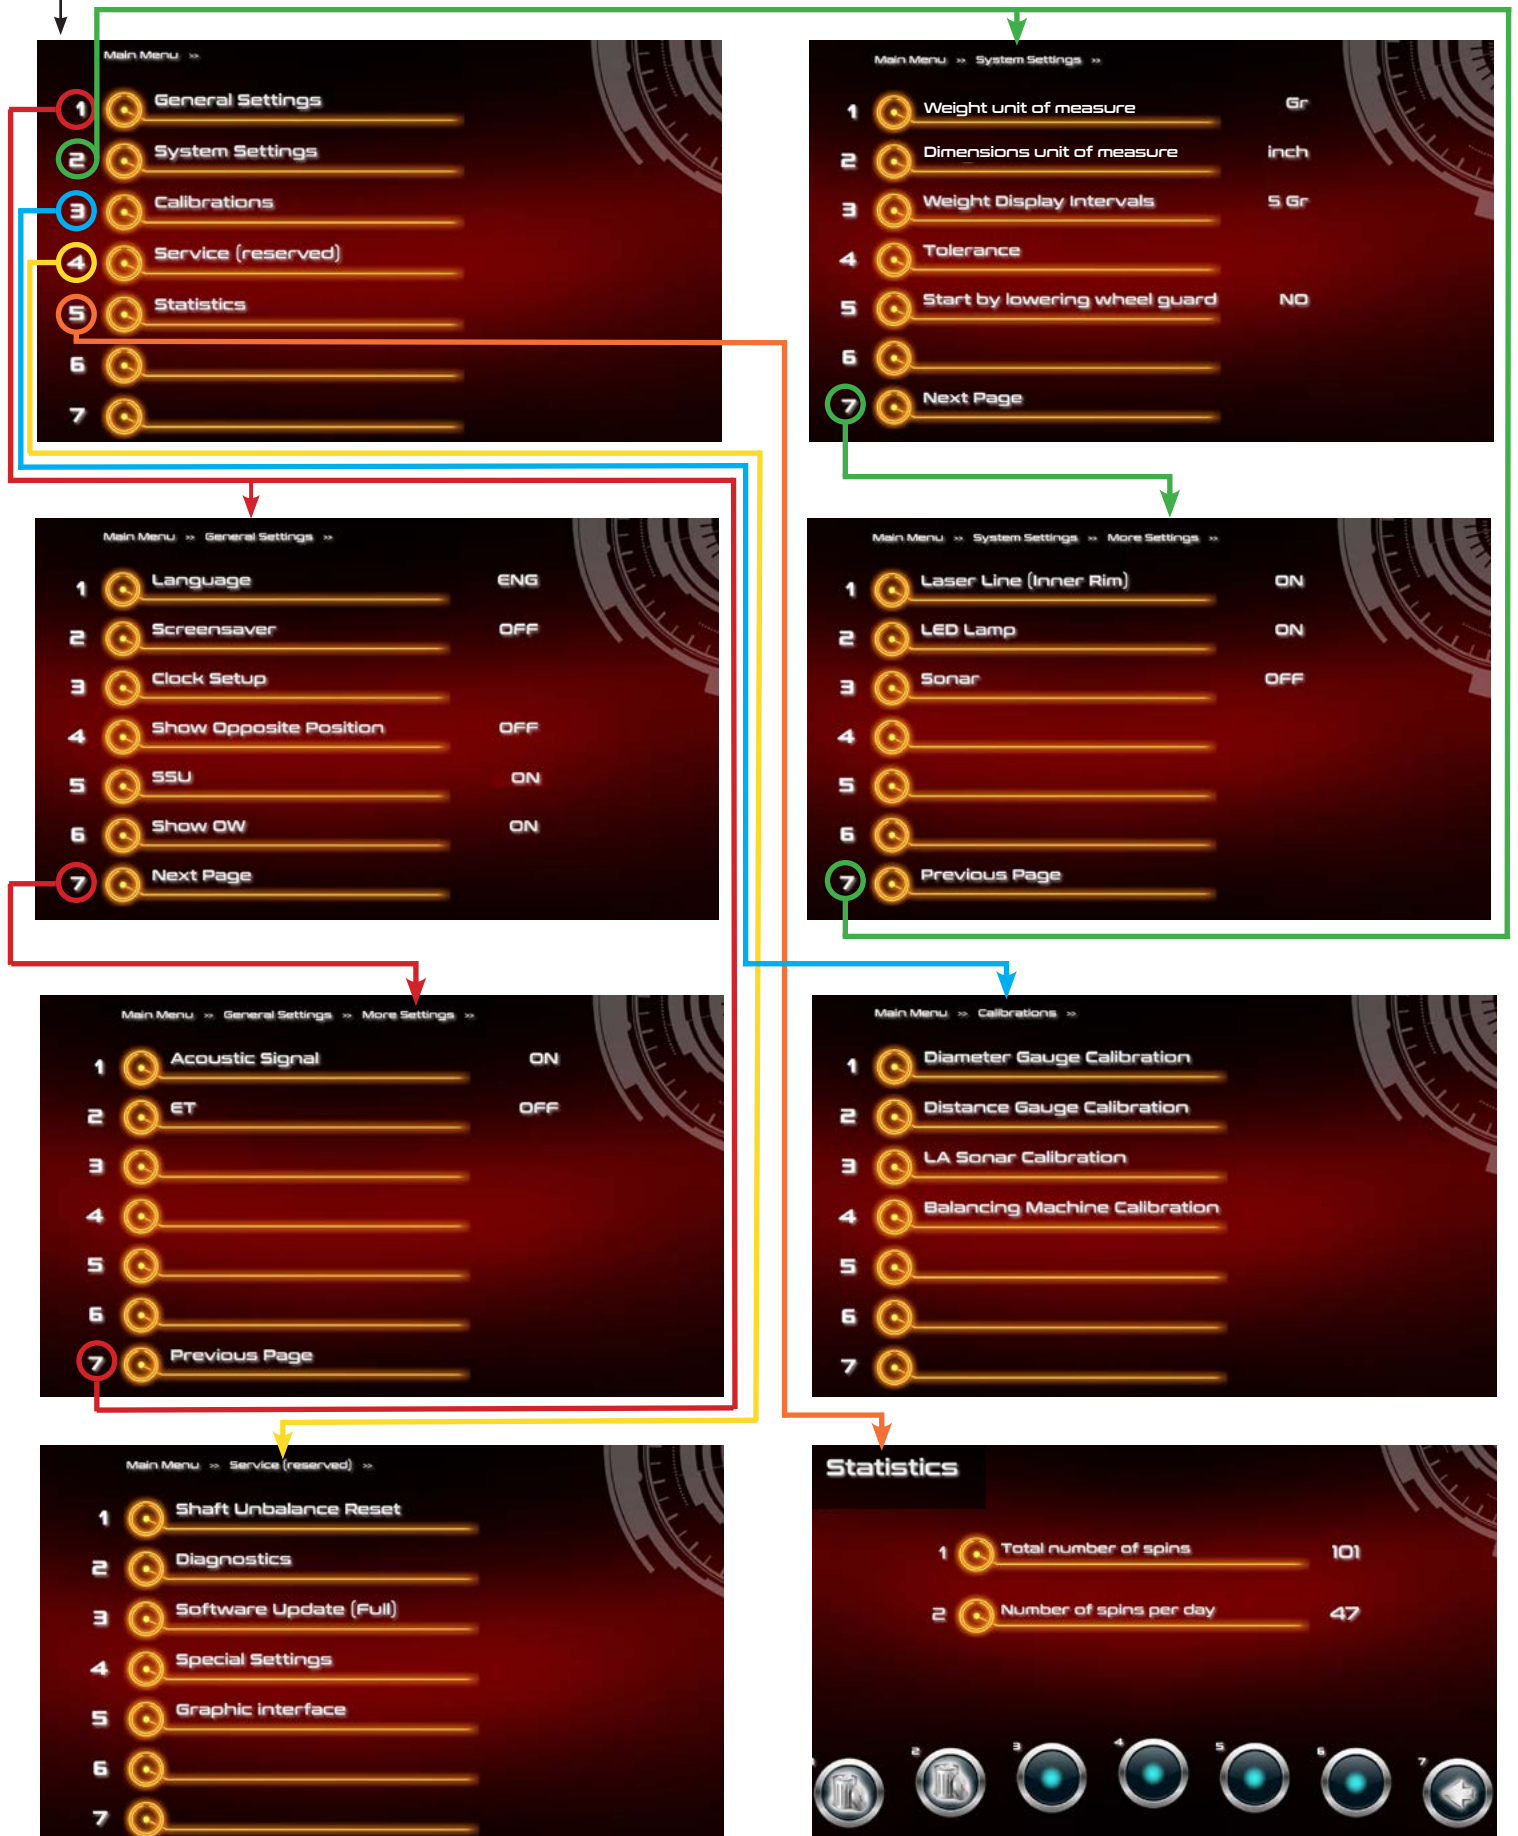 Main Menu »
1 General Settings
2 System Settings
3 Calibrations
4 Service (reserved)
5 Statistics
6
7
Main Menu » System Settings »
1 Weight unit of measure Gr
2 Dimensions unit of measure inch
3 Weight Display Intervals 5 Gr
4 Tolerance
5 Start by lowering wheel guard NO
6
7 Next Page
Main Menu » General Settings »
1 Language ENG
2 Screensaver OFF
3 Clock Setup
4 Show Opposite Position OFF
5 SSU ON
6 Show OW ON
7 Next Page
Main Menu » System Settings » More Settings »
1 Laser Line (Inner Rim) ON
2 LED Lamp ON
3 Sonar OFF
4
5
6
7 Previous Page
Main Menu » General Settings » More Settings »
1 Acoustic Signal ON
2 ET OFF
3
4
5
6
7 Previous Page
Main Menu » Calibrations »
1 Diameter Gauge Calibration
2 Distance Gauge Calibration
3 LA Sonar Calibration
4 Balancing Machine Calibration
5
6
7
Main Menu » Service (reserved) »
1 Shaft Unbalance Reset
2 Diagnostics
3 Software Update (Full)
4 Special Settings
5 Graphic interface
6
7
Statistics
1 Total number of spins 101
2 Number of spins per day 47
2 3 4 5 6 7